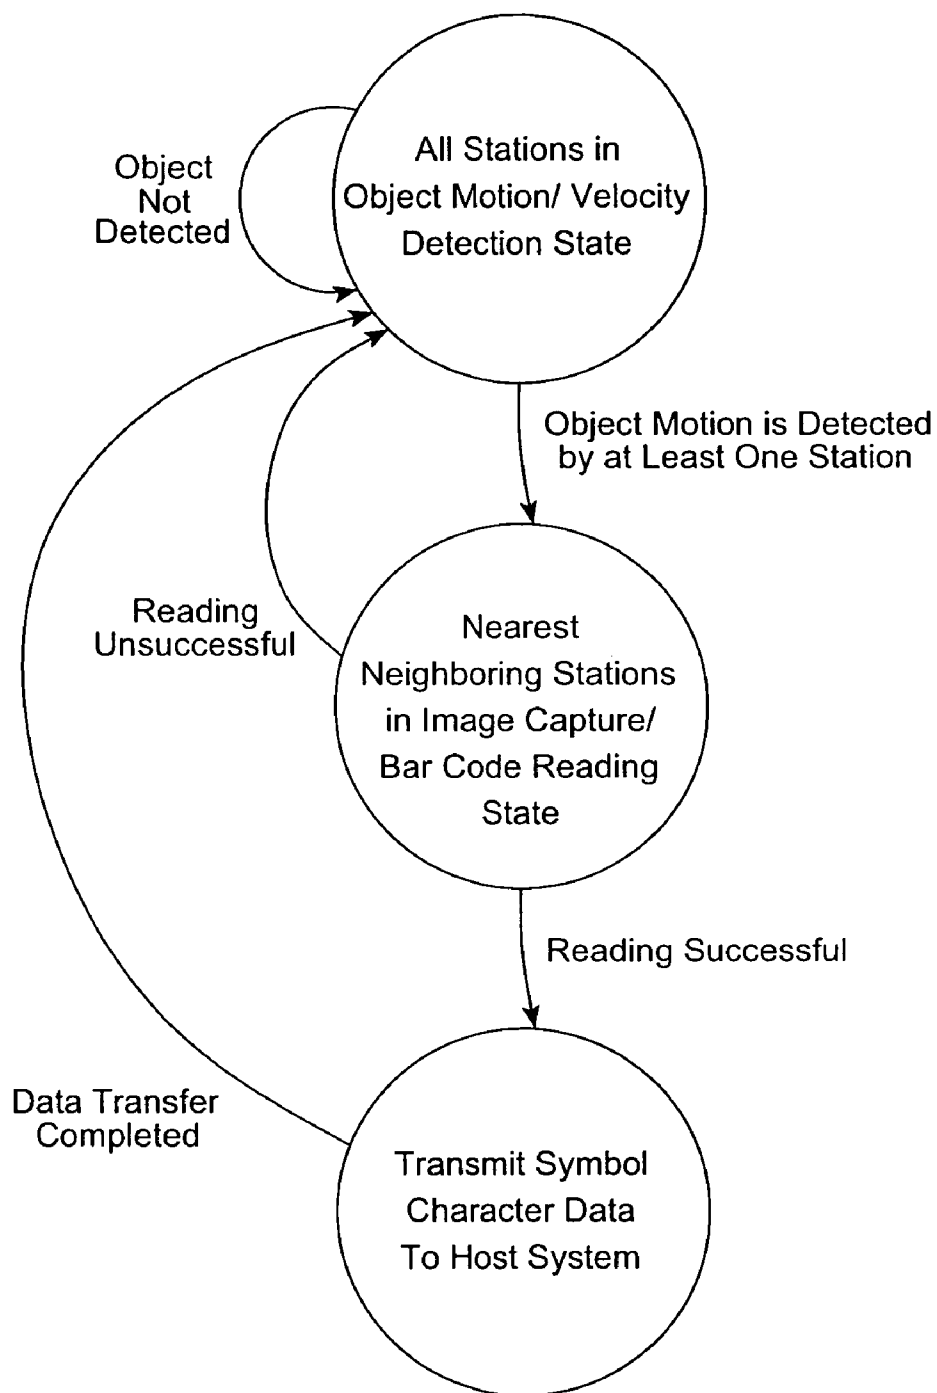 All Stations in
Object Motion/ Velocity
Detection State
Object
Not
Detected
Object Motion is Detected
by at Least One Station
Reading
Unsuccessful
Nearest
Neighboring Stations
in Image Capture/
Bar Code Reading
State
Reading Successful
Data Transfer
Completed
Transmit Symbol
Character Data
To Host System